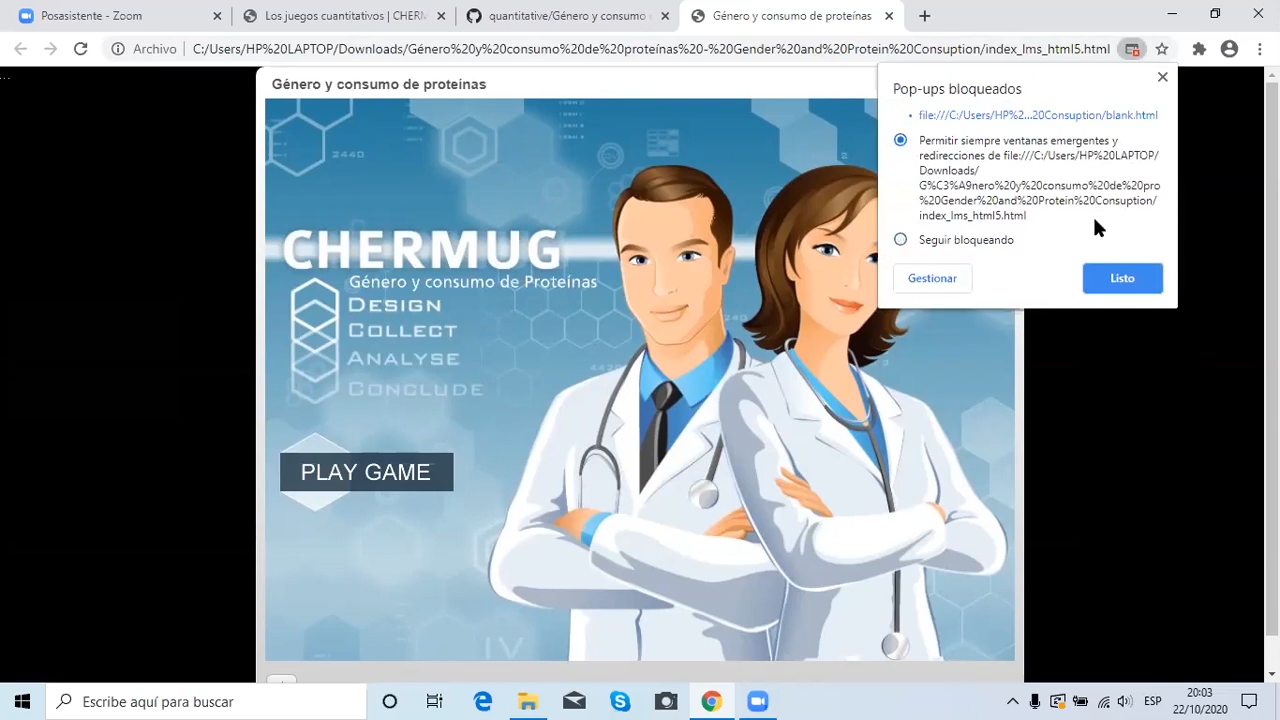 Posasistente - Zoom
Los juegos cuantitativos | CHERM
quantitative/Género y consumo
Género y consumo de proteínas
Archivo
C:/Users/HP%20LAPTOP/Downloads/Género%20y%20consumo%20de%20proteínas%20-%20Gender%20and%20Protein%20Consuption/index_lms_html5.html
...
Género y consumo de proteínas
Pop-ups bloqueados
file:///C:/Users/HP%2...20Consuption/blank.html
Permitir siempre ventanas emergentes y
redirecciones de file:///C:/Users/HP%20LAPTOP/
Downloads/
G%C3%A9nero%20y%20consumo%20de%20pro
%20Gender%20and%20Protein%20Consuption/
index_lms_html5.html
Seguir bloqueando
Gestionar
Listo
2440
2
CHERMUG
Género y consumo de Proteínas
DESIGN
COLLECT
ANALYSE
CONCLUDE
240
PLAY GAME
IV
Escribe aquí para buscar
ESP
20:03
22/10/2020